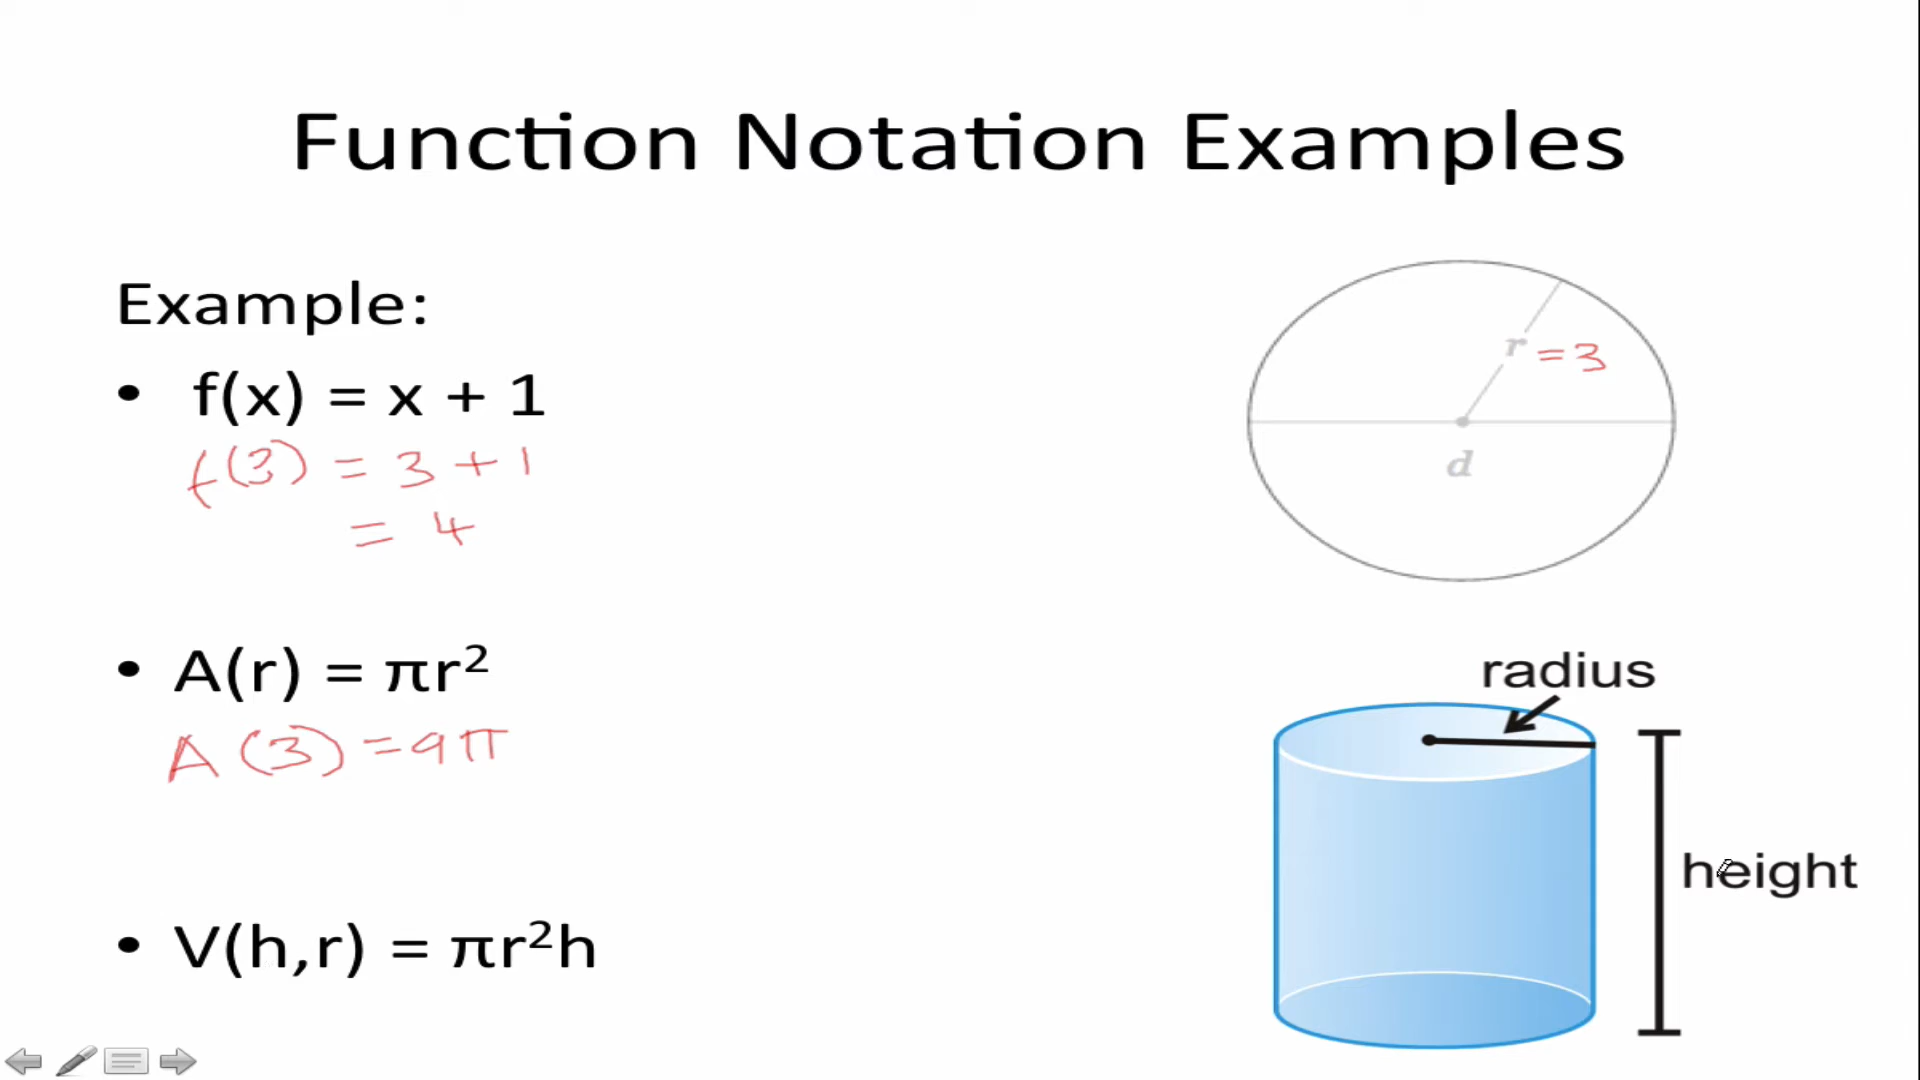 Function Notation Examples
Example:
• f(x) = x + 1
f(3) = 3 + 1
= 4
• A(r) = πr²
A(3) = 9π
• V(h,r) = πr²h
r = 3
d
radius
height